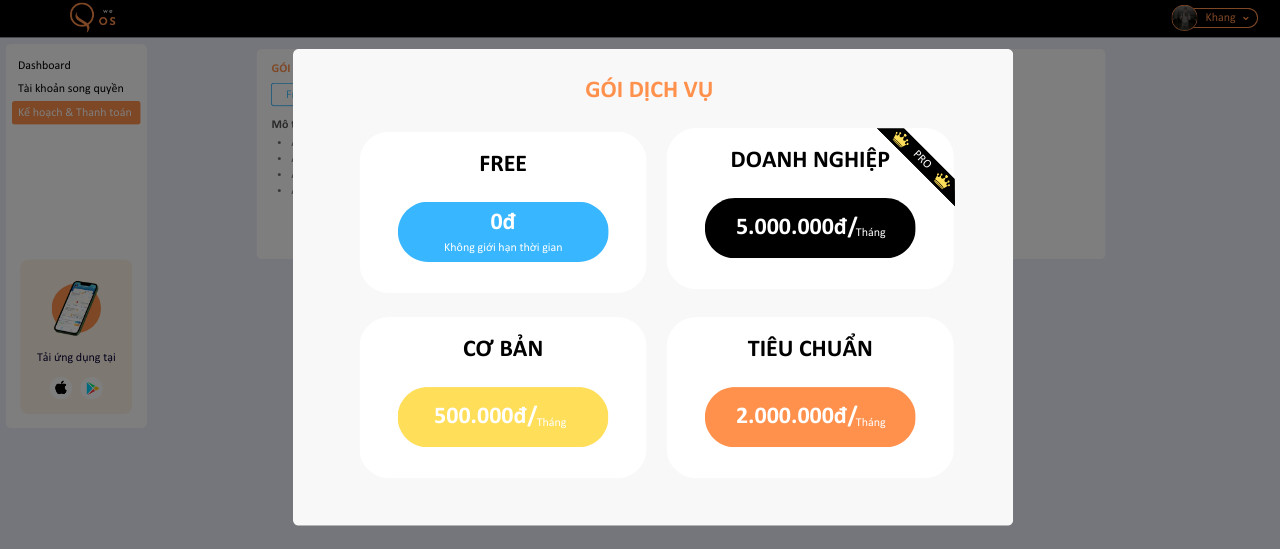 we
OS
Khang
Dashboard
Tài khoản song quyền
Kế hoạch & Thanh toán
GÓI
Mô
GÓI DỊCH VỤ
FREE
0đ
Không giới hạn thời gian
DOANH NGHIỆP
PRO
5.000.000đ/Tháng
CƠ BẢN
500.000đ/Tháng
TIÊU CHUẨN
2.000.000đ/Tháng
Tải ứng dụng tại